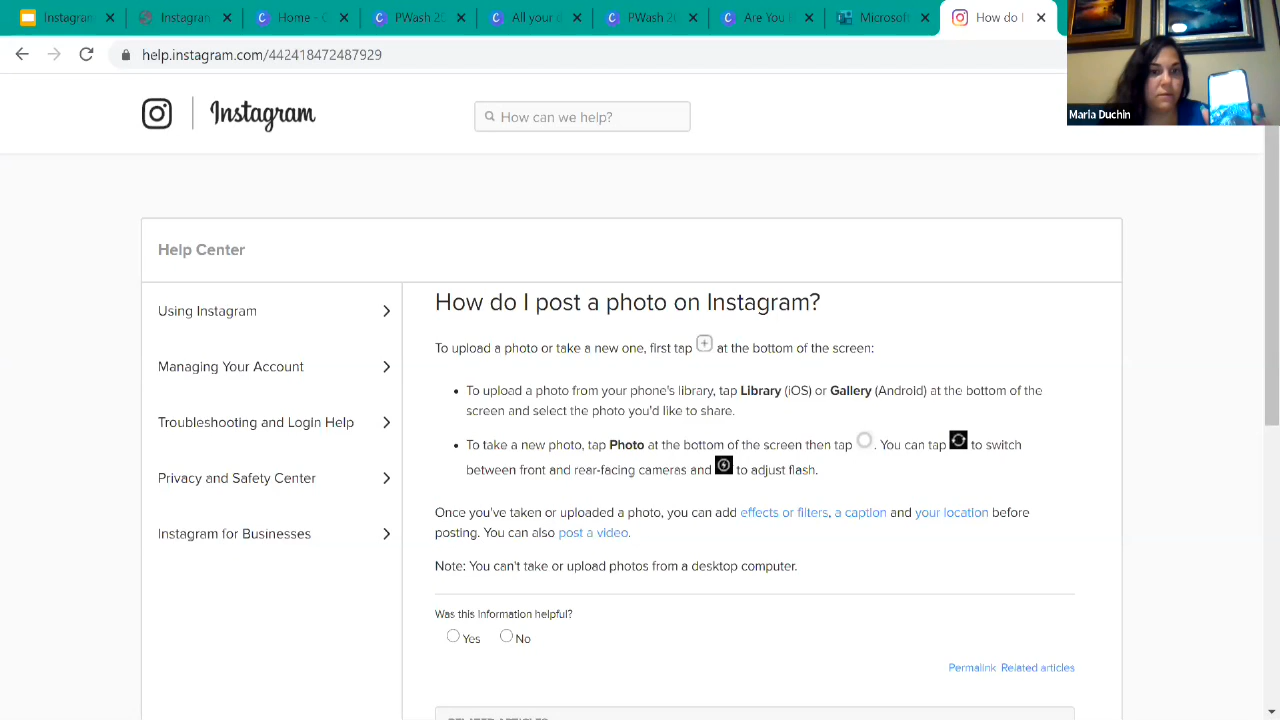 Instagram
Instagram
Home - C
PWash 20
All your d
PWash 20
Are You
Microsof
How do I
help.instagram.com/442418472487929
Instagram
How can we help?
Marla Duchin
Help Center
Using Instagram
Managing Your Account
Troubleshooting and Login Help
Privacy and Safety Center
Instagram for Businesses
How do I post a photo on Instagram?
To upload a photo or take a new one, first tap at the bottom of the screen:
• To upload a photo from your phone's library, tap Library (iOS) or Gallery (Android) at the bottom of the
screen and select the photo you'd like to share.
• To take a new photo, tap Photo at the bottom of the screen then tap . You can tap to switch
between front and rear-facing cameras and to adjust flash.
Once you've taken or uploaded a photo, you can add effects or filters, a caption and your location before
posting. You can also post a video.
Note: You can't take or upload photos from a desktop computer.
Was this information helpful?
Yes No
Permalink Related articles
RELATED ARTICLES